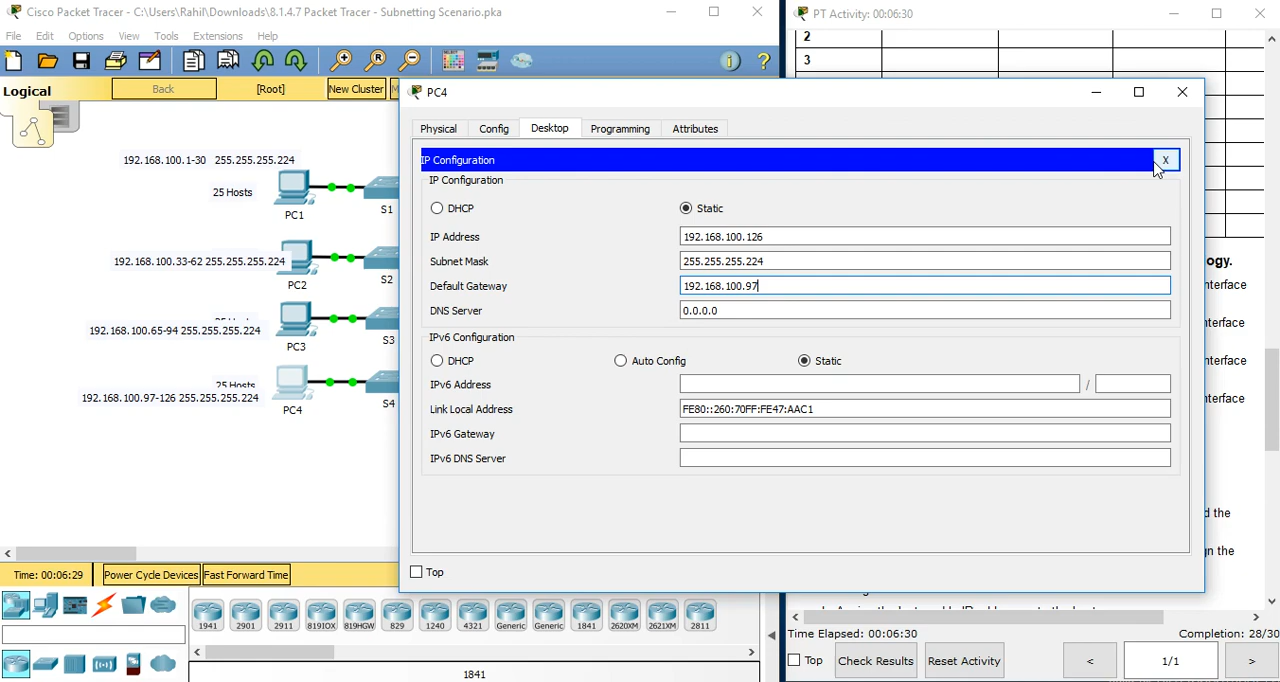 Cisco Packet Tracer - C:\Users\Rahil\Downloads\8.1.4.7 Packet Tracer - Subnetting Scenario.pka
File Edit Options View Tools Extensions Help
Logical
Back
[Root]
New Cluster
192.168.100.1-30 255.255.255.224
25 Hosts
PC1
S1
192.168.100.33-62 255.255.255.224
PC2
S2
192.168.100.65-94 255.255.255.224
PC3
S3
25 Hosts
192.168.100.97-126 255.255.255.224
PC4
S4
Time: 00:06:29
Power Cycle Devices
Fast Forward Time
1941
2901
2911
819IOX
819HGW
829
1240
4321
Generic
Generic
1841
2620XM
2621XM
2811
1841
PC4
Physical
Config
Desktop
Programming
Attributes
IP Configuration
X
IP Configuration
DHCP
Static
IP Address
192.168.100.126
Subnet Mask
255.255.255.224
Default Gateway
192.168.100.97
DNS Server
0.0.0.0
IPv6 Configuration
DHCP
Auto Config
Static
IPv6 Address
/
Link Local Address
FE80::260:70FF:FE47:AAC1
IPv6 Gateway
IPv6 DNS Server
Top
PT Activity: 00:06:30
2
3
ogy.
nterface
nterface
nterface
nterface
d the
n the
Time Elapsed: 00:06:30
Completion: 28/30
Top
Check Results
Reset Activity
<
1/1
>